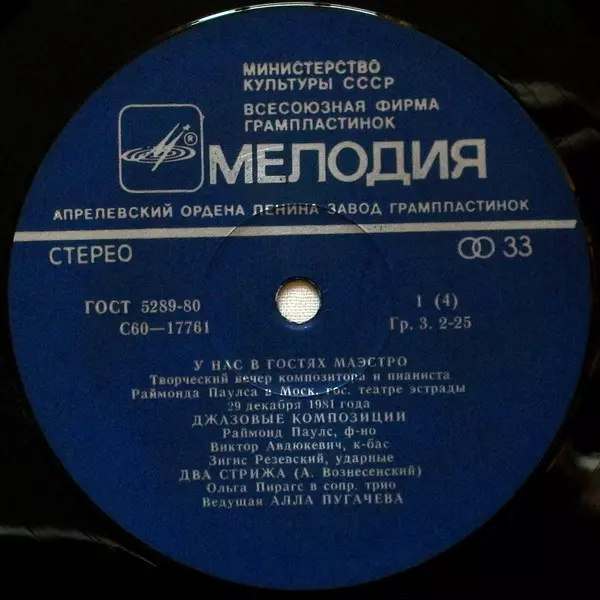 МИНИСТЕРСТВО
КУЛЬТУРЫ СССР
ВСЕСОЮЗНАЯ ФИРМА
ГРАМПЛАСТИНОК
МЕЛОДИЯ
®
АПРЕЛЕВСКИЙ ОРДЕНА ЛЕНИНА ЗАВОД ГРАМПЛАСТИНОК
СТЕРЕО
33
ГОСТ 5289-80
1 (4)
С60—17761
Гр. 3. 2-25
У НАС В ГОСТЯХ МАЭСТРО
Творческий вечер композитора и пианиста
Раймонда Паулса в Моск. гос. театре эстрады
29 декабря 1981 года
ДЖАЗОВЫЕ КОМПОЗИЦИИ
Раймонд Паулс, ф-но
Виктор Авдюкевич, к-бас
Зигис Резевский, ударные
ДВА СТРИЖА (А. Вознесенский)
Ольга Пирагс в сопр. трио
Ведущая АЛЛА ПУГАЧЕВА